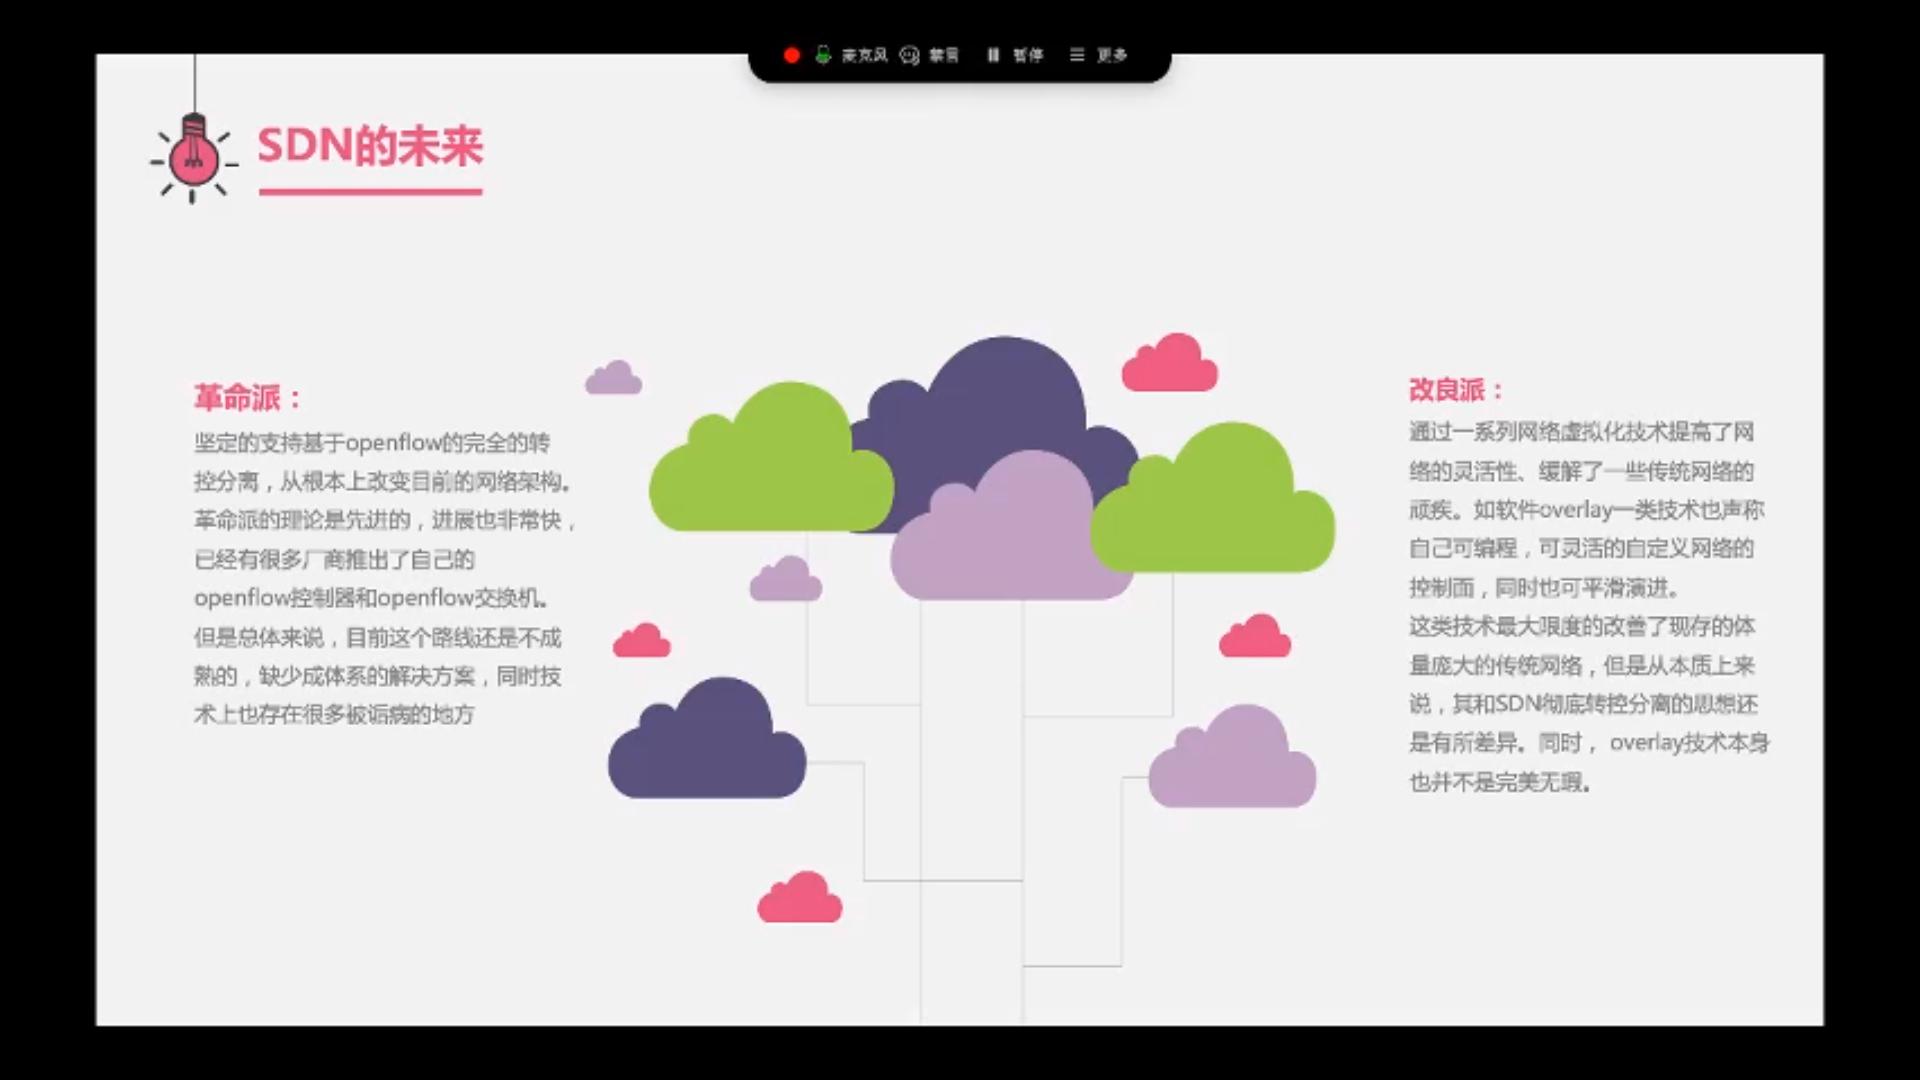 麦克风 禁言 暂停 更多
SDN的未来
革命派：
坚定的支持基于openflow的完全的转
控分离，从根本上改变目前的网络架构。
革命派的理论是先进的，进展也非常快，
已经有很多厂商推出了自己的
openflow控制器和openflow交换机。
但是总体来说，目前这个路线还是不成
熟的，缺少成体系的解决方案，同时技
术上也存在很多被诟病的地方
改良派：
通过一系列网络虚拟化技术提高了网
络的灵活性、缓解了一些传统网络的
顽疾。如软件overlay一类技术也声称
自己可编程，可灵活的自定义网络的
控制面，同时也可平滑演进。
这类技术最大限度的改善了现存的体
量庞大的传统网络，但是从本质上来
说，其和SDN彻底转控分离的思想还
是有所差异。同时， overlay技术本身
也并不是完美无瑕。